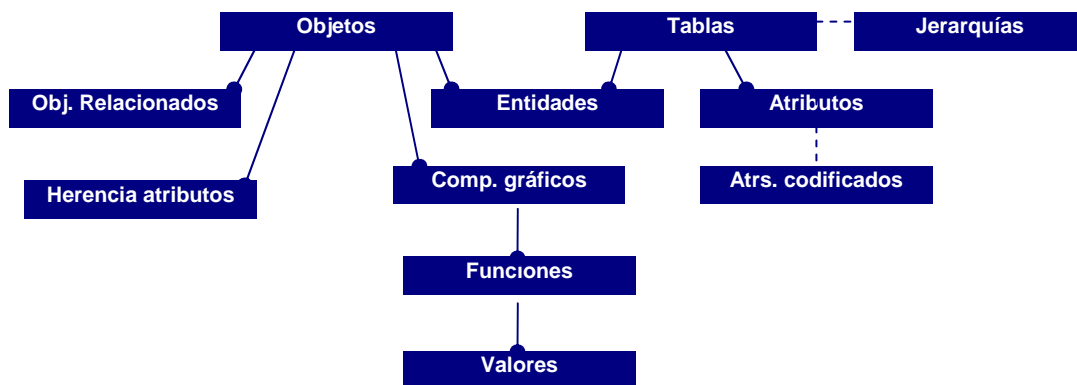 Objetos
Tablas
Jerarquías
Obj. Relacionados
Entidades
Atributos
Herencia atributos
Comp. gráficos
Atrs. codificados
Funciones
Valores